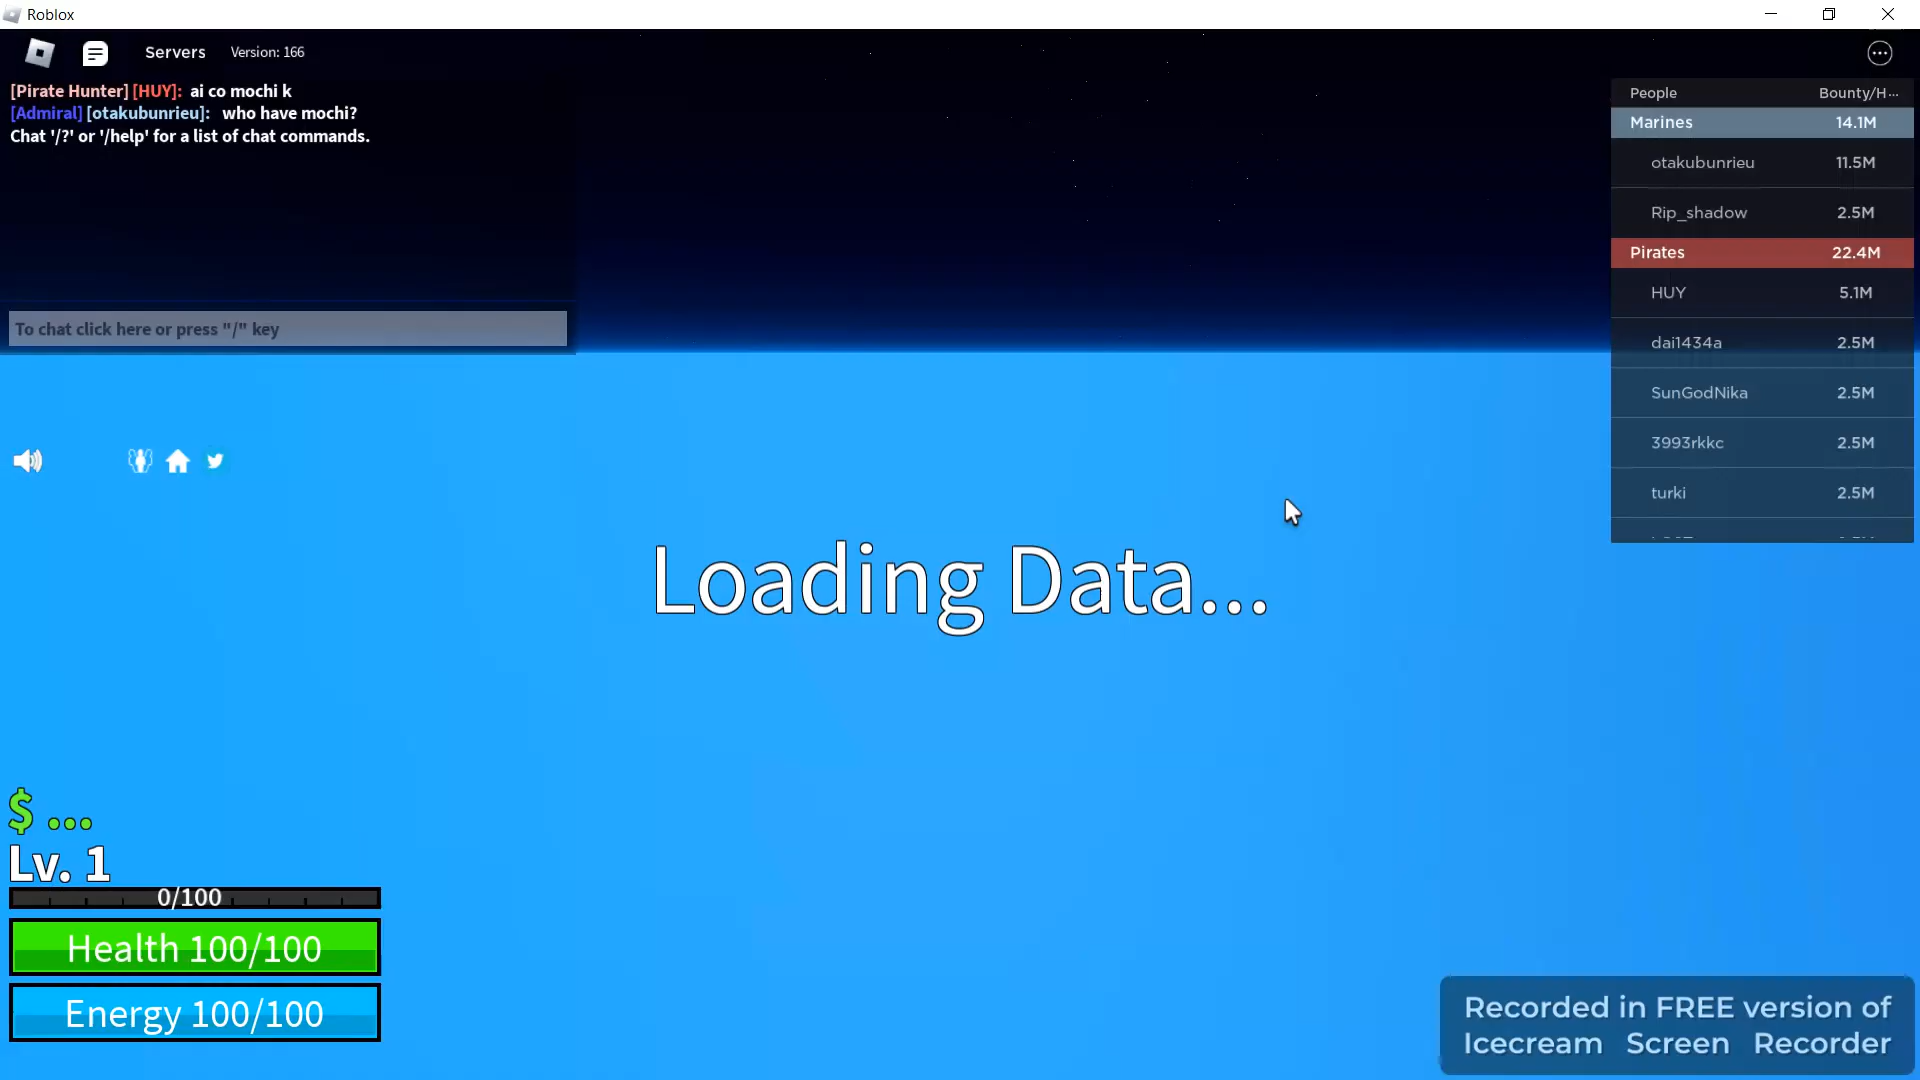 Roblox
Servers Version: 166
[Pirate Hunter] [HUY]: ai co mochi k
[Admiral] [otakubunrieu]: who have mochi?
Chat '/?' or '/help' for a list of chat commands.
To chat click here or press "/" key
People Bounty/H...
Marines 14.1M
otakubunrieu 11.5M
Rip_shadow 2.5M
Pirates 22.4M
HUY 5.1M
dai1434a 2.5M
SunGodNika 2.5M
3993rkkc 2.5M
turki 2.5M
Loading Data...
$ ...
Lv. 1
0/100
Health 100/100
Energy 100/100
Recorded in FREE version of
Icecream Screen Recorder